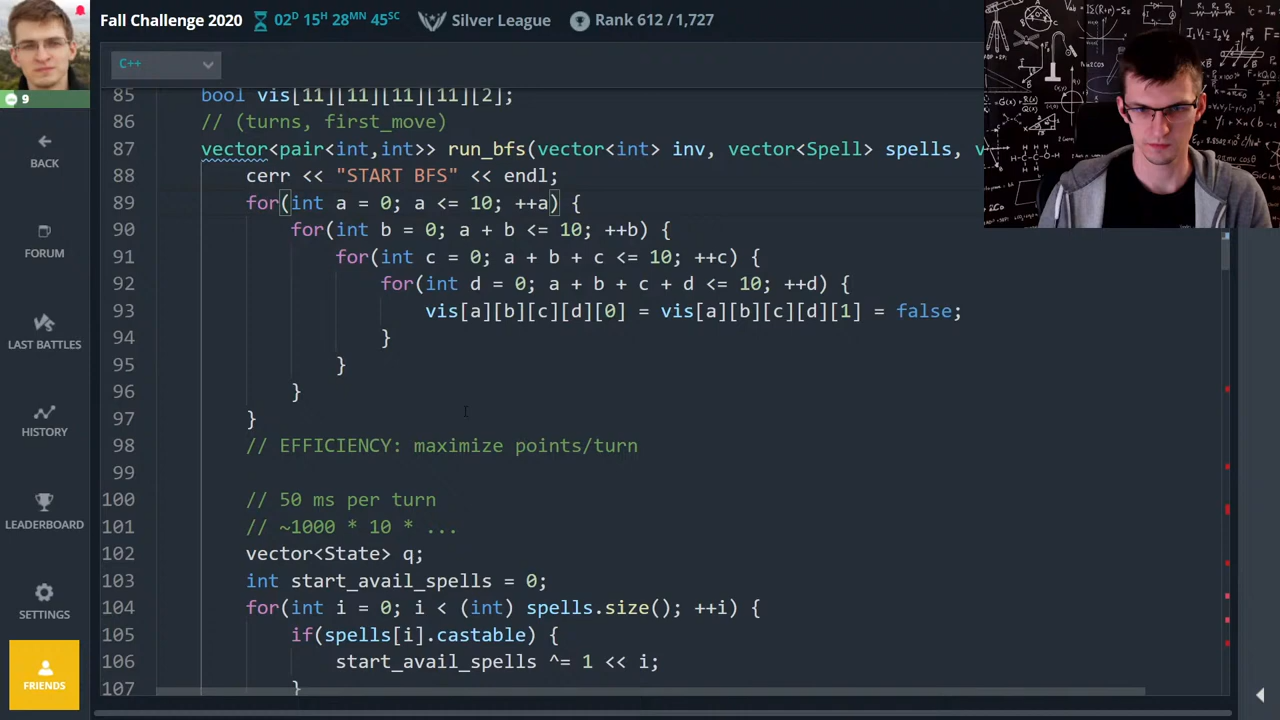 Fall Challenge 2020
02D 15H 28MN 45SC
Silver League
Rank 612 /1,727
9
BACK
FORUM
LAST BATTLES
HISTORY
LEADERBOARD
SETTINGS
FRIENDS
C++
85 bool vis[11][11][11][11][2];
86 // (turns, first_move)
87 vector<pair<int,int>> run_bfs(vector<int> inv, vector<Spell> spells, v
88 cerr << "START BFS" << endl;
89 for(int a = 0; a <= 10; ++a) {
90 for(int b = 0; a + b <= 10; ++b) {
91 for(int c = 0; a + b + c <= 10; ++c) {
92 for(int d = 0; a + b + c + d <= 10; ++d) {
93 vis[a][b][c][d][0] = vis[a][b][c][d][1] = false;
94 }
95 }
96 }
97 }
98 // EFFICIENCY: maximize points/turn
99
100 // 50 ms per turn
101 // ~1000 * 10 * ...
102 vector<State> q;
103 int start_avail_spells = 0;
104 for(int i = 0; i < (int) spells.size(); ++i) {
105 if(spells[i].castable) {
106 start_avail_spells ^= 1 << i;
107 }